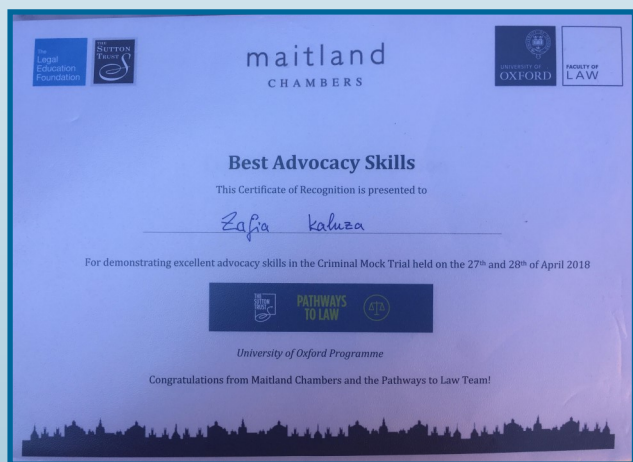 The
Legal
Education
Foundation
THE
SUTTON
TRUST
maitland
CHAMBERS
UNIVERSITY OF
OXFORD
FACULTY OF
LAW
Best Advocacy Skills
This Certificate of Recognition is presented to
Zofia Kaluza
For demonstrating excellent advocacy skills in the Criminal Mock Trial held on the 27th and 28th of April 2018
THE
SUTTON
TRUST
PATHWAYS
TO LAW
University of Oxford Programme
Congratulations from Maitland Chambers and the Pathways to Law Team!